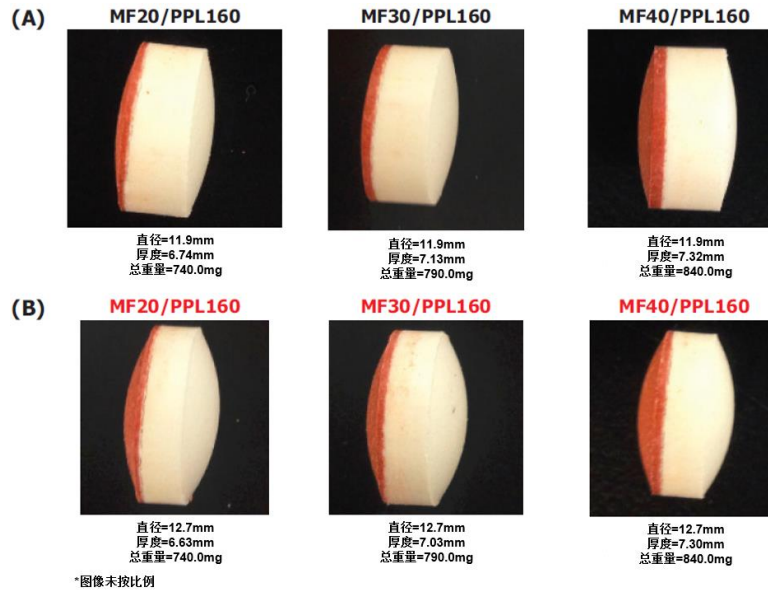 (A)
MF20/PPL160
MF30/PPL160
MF40/PPL160
直径=11.9mm
厚度=6.74mm
总重量=740.0mg
直径=11.9mm
厚度=7.13mm
总重量=790.0mg
直径=11.9mm
厚度=7.32mm
总重量=840.0mg
(B)
MF20/PPL160
MF30/PPL160
MF40/PPL160
直径=12.7mm
厚度=6.63mm
总重量=740.0mg
直径=12.7mm
厚度=7.03mm
总重量=790.0mg
直径=12.7mm
厚度=7.30mm
总重量=840.0mg
*图像未按比例